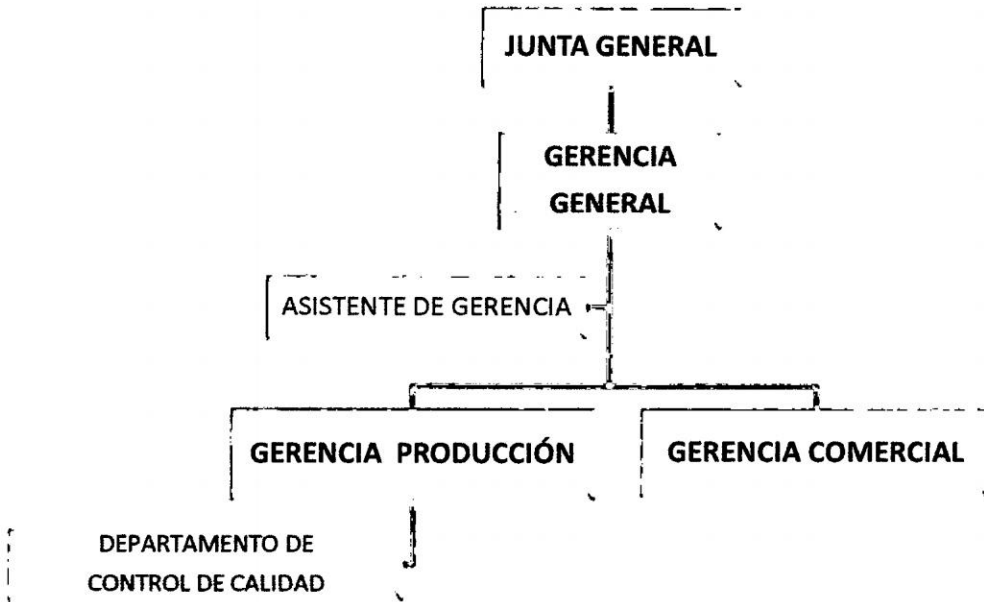 JUNTA GENERAL
GERENCIA
GENERAL
ASISTENTE DE GERENCIA
GERENCIA PRODUCCIÓN
GERENCIA COMERCIAL
DEPARTAMENTO DE
CONTROL DE CALIDAD